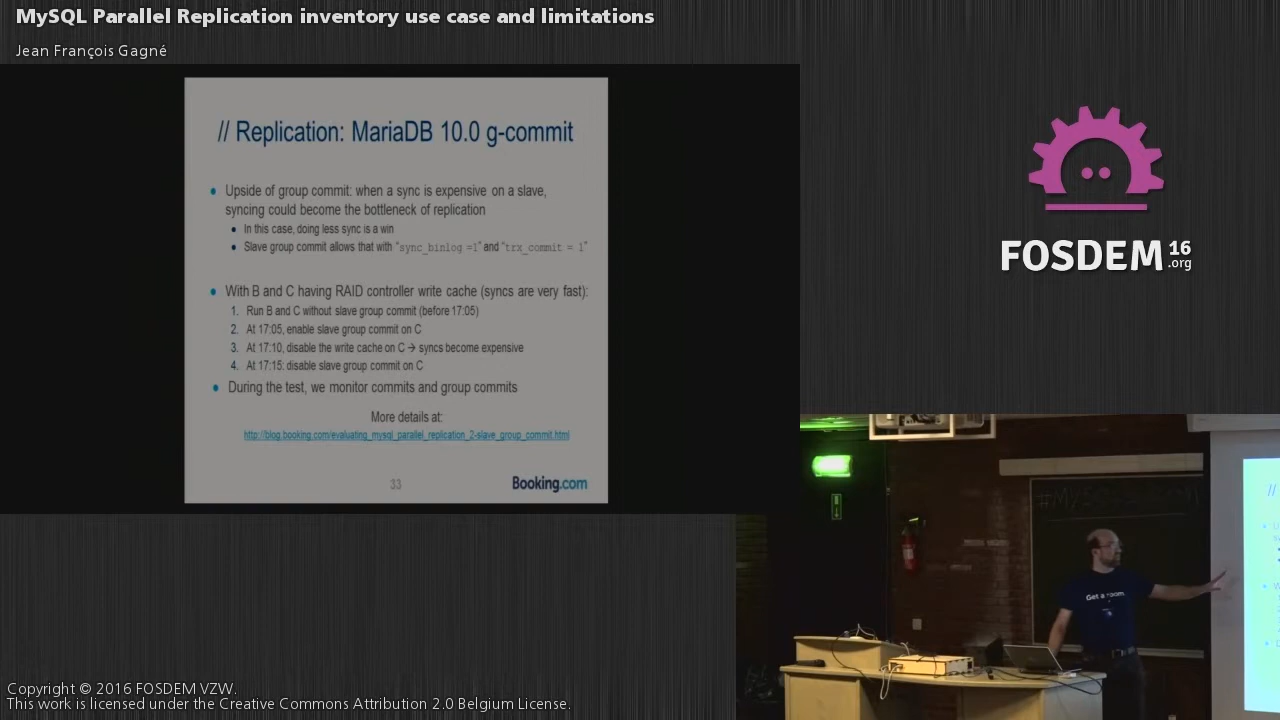 MySQL Parallel Replication inventory use case and limitations
Jean François Gagné
// Replication: MariaDB 10.0 g-commit
• Upside of group commit: when a sync is expensive on a slave,
syncing could become the bottleneck of replication
• In this case, doing less sync is a win
• Slave group commit allows that with "sync_binlog =1" and "trx_commit = 1"
• With B and C having RAID controller write cache (syncs are very fast):
1. Run B and C without slave group commit (before 17:05)
2. At 17:05, enable slave group commit on C
3. At 17:10, disable the write cache on C → syncs become expensive
4. At 17:15: disable slave group commit on C
• During the test, we monitor commits and group commits
More details at:
http://blog.booking.com/evaluating_mysql_parallel_replication_2-slave_group_commit.html
33
Booking.com
FOSDEM 16
.org
Get a room
//
Copyright © 2016 FOSDEM VZW.
This work is licensed under the Creative Commons Attribution 2.0 Belgium License.